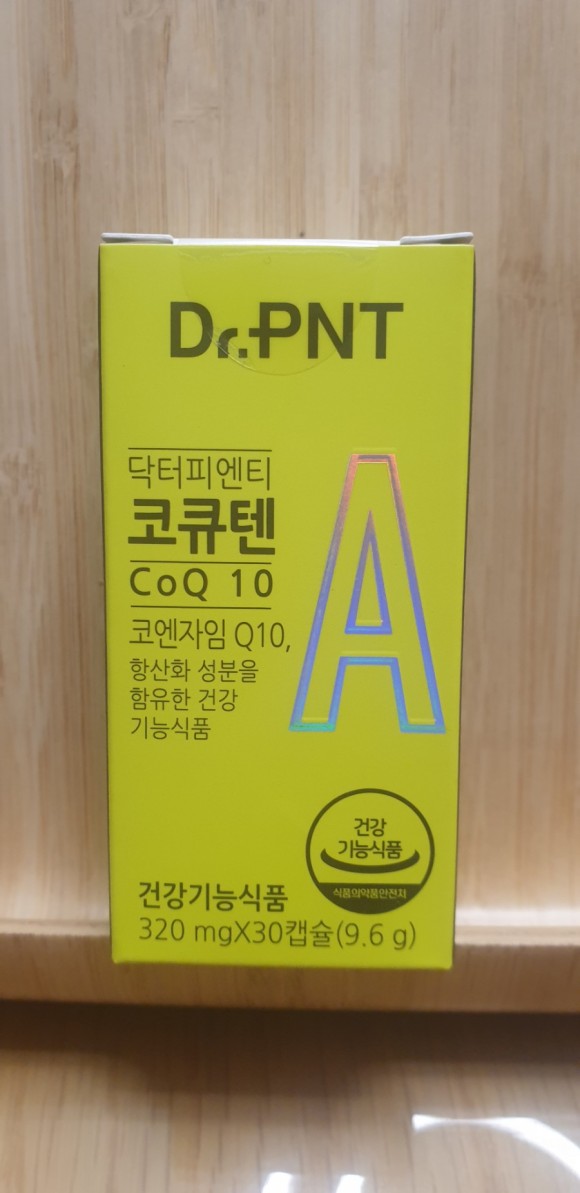 Dr.PNT
닥터피엔티
코큐텐
CoQ 10
코엔자임 Q10,
항산화 성분을
함유한 건강
기능식품
A
건강
기능식품
식품의약품안전처
건강기능식품
320 mgX30캡슐(9.6 g)